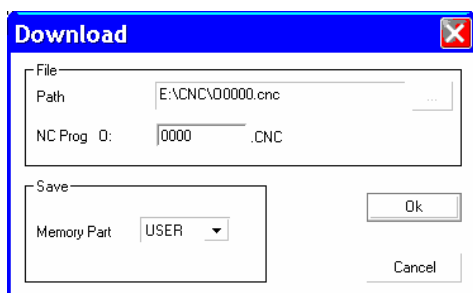 Download
File
Path E:\CNC\O0000.cnc ...
NC Prog O: 0000 .CNC
Save
Memory Part USER
Ok
Cancel